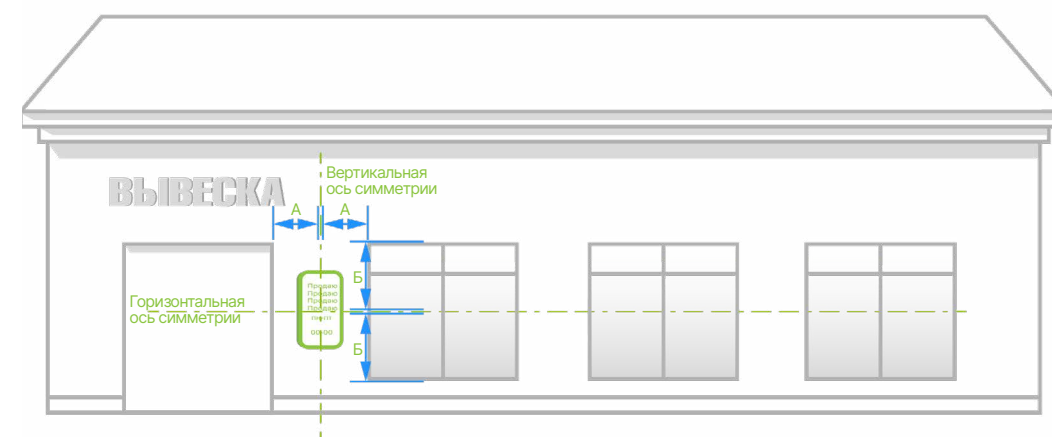 ВЫВЕСКА
Вертикальная
ось симметрии
А
А
Б
Горизонтальная
ось симметрии
Продаю
Продаю
Продаю
Продаю
Б